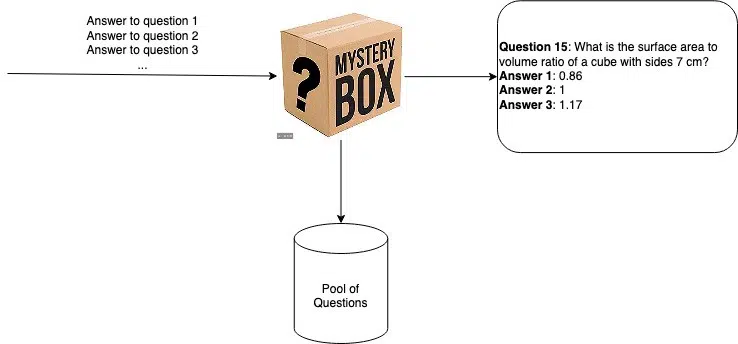 Answer to question 1
Answer to question 2
Answer to question 3
...
?
MYSTERY
BOX
Question 15: What is the surface area to
volume ratio of a cube with sides 7 cm?
Answer 1: 0.86
Answer 2: 1
Answer 3: 1.17
Pool of
Questions